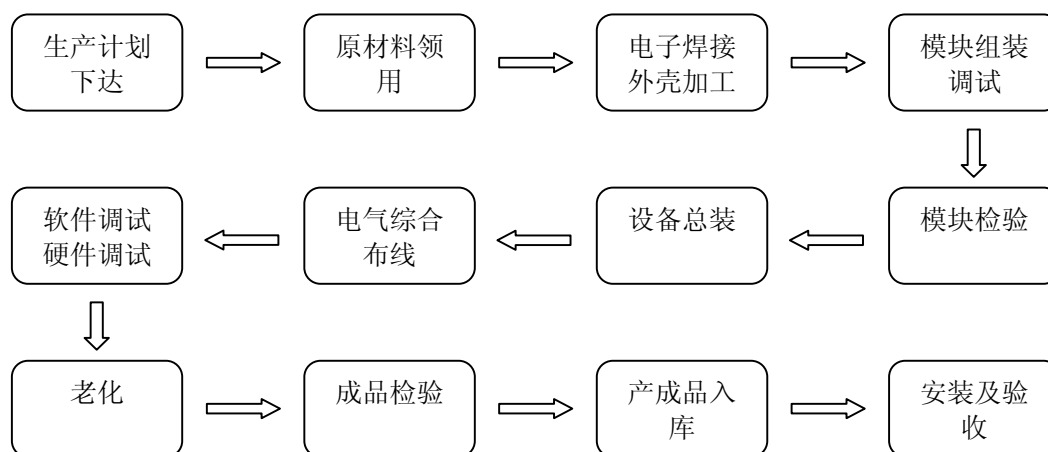 生产计划
下达
原材料领
用
电子焊接
外壳加工
模块组装
调试
软件调试
硬件调试
电气综合
布线
设备总装
模块检验
老化
成品检验
产成品入
库
安装及验
收